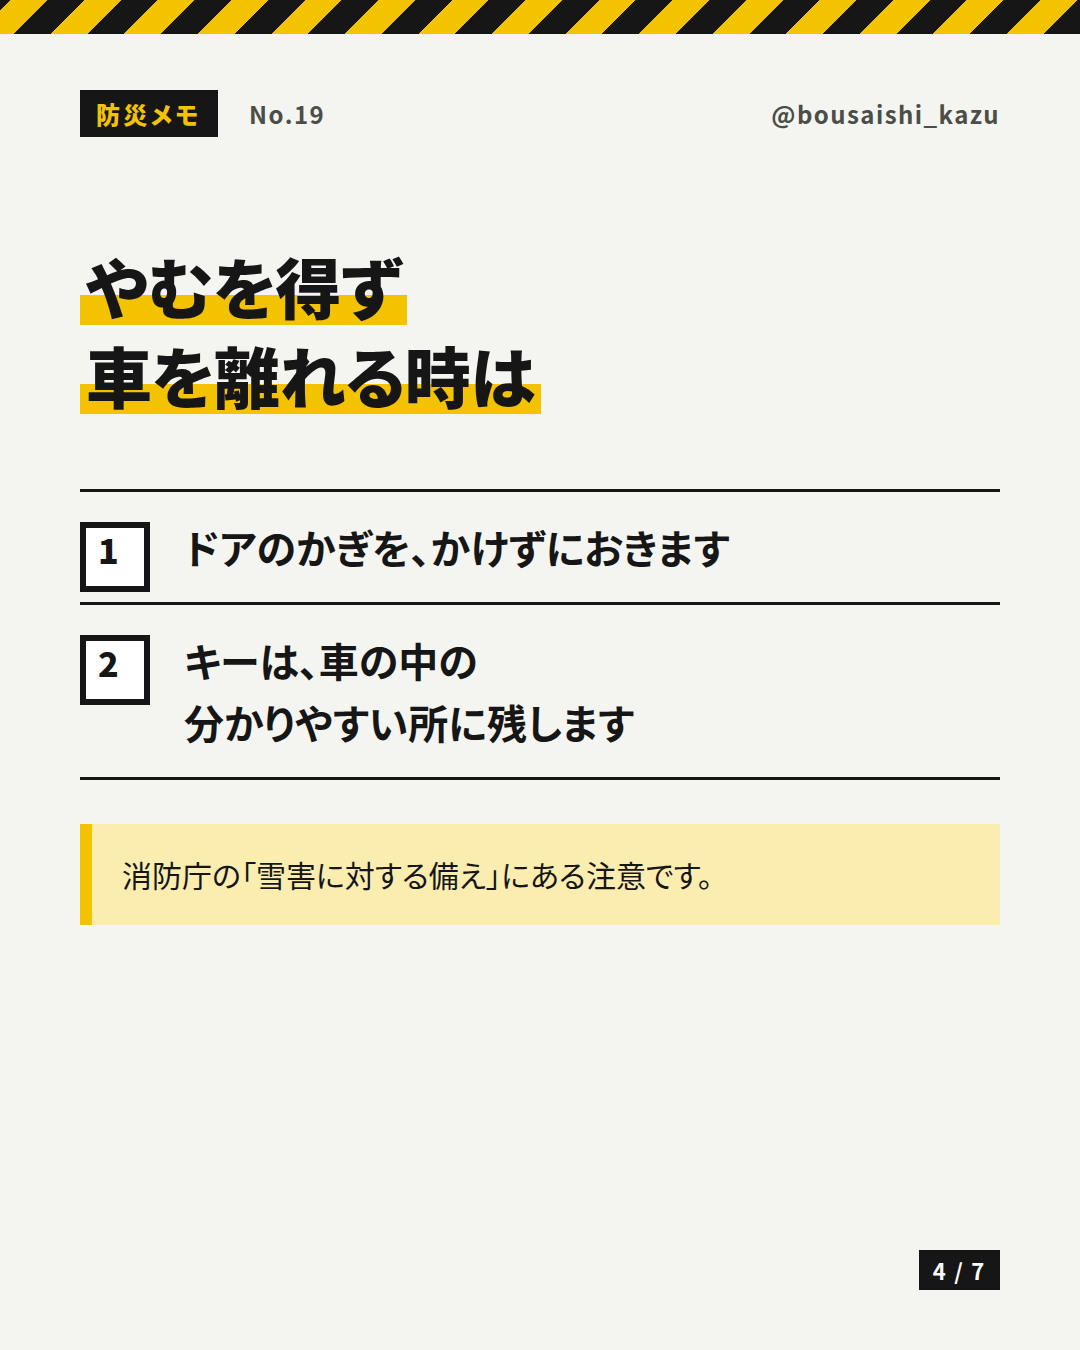 防災メモ No.19 @bousaishi_kazu
やむを得ず
車を離れる時は
1 ドアのかぎを、かけずにおきます
2 キーは、車の中の
分かりやすい所に残します
消防庁の「雪害に対する備え」にある注意です。
4 / 7